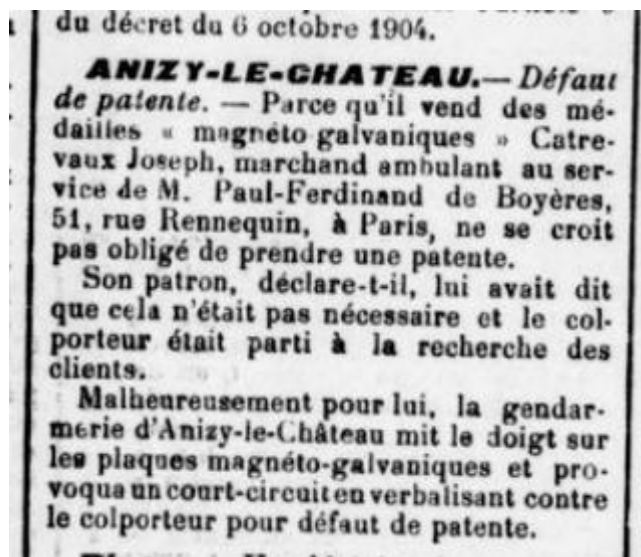 du décret du 6 octobre 1904.
ANIZY-LE-CHATEAU.— Défaut
de patente. — Parce qu'il vend des mé-
dailles « magnéto galvaniques » Catre-
vaux Joseph, marchand ambulant au ser-
vice de M. Paul-Ferdinand de Boyères,
51, rue Rennequin, à Paris, ne se croit
pas obligé de prendre une patente.
Son patron, déclare-t-il, lui avait dit
que cela n'était pas nécessaire et le col-
porteur était parti à la recherche des
clients.
Malheureusement pour lui, la gendar-
merie d'Anizy-le-Château mit le doigt sur
les plaques magnéto-galvaniques et pro-
voqua un court-circuit en verbalisant contre
le colporteur pour défaut de patente.